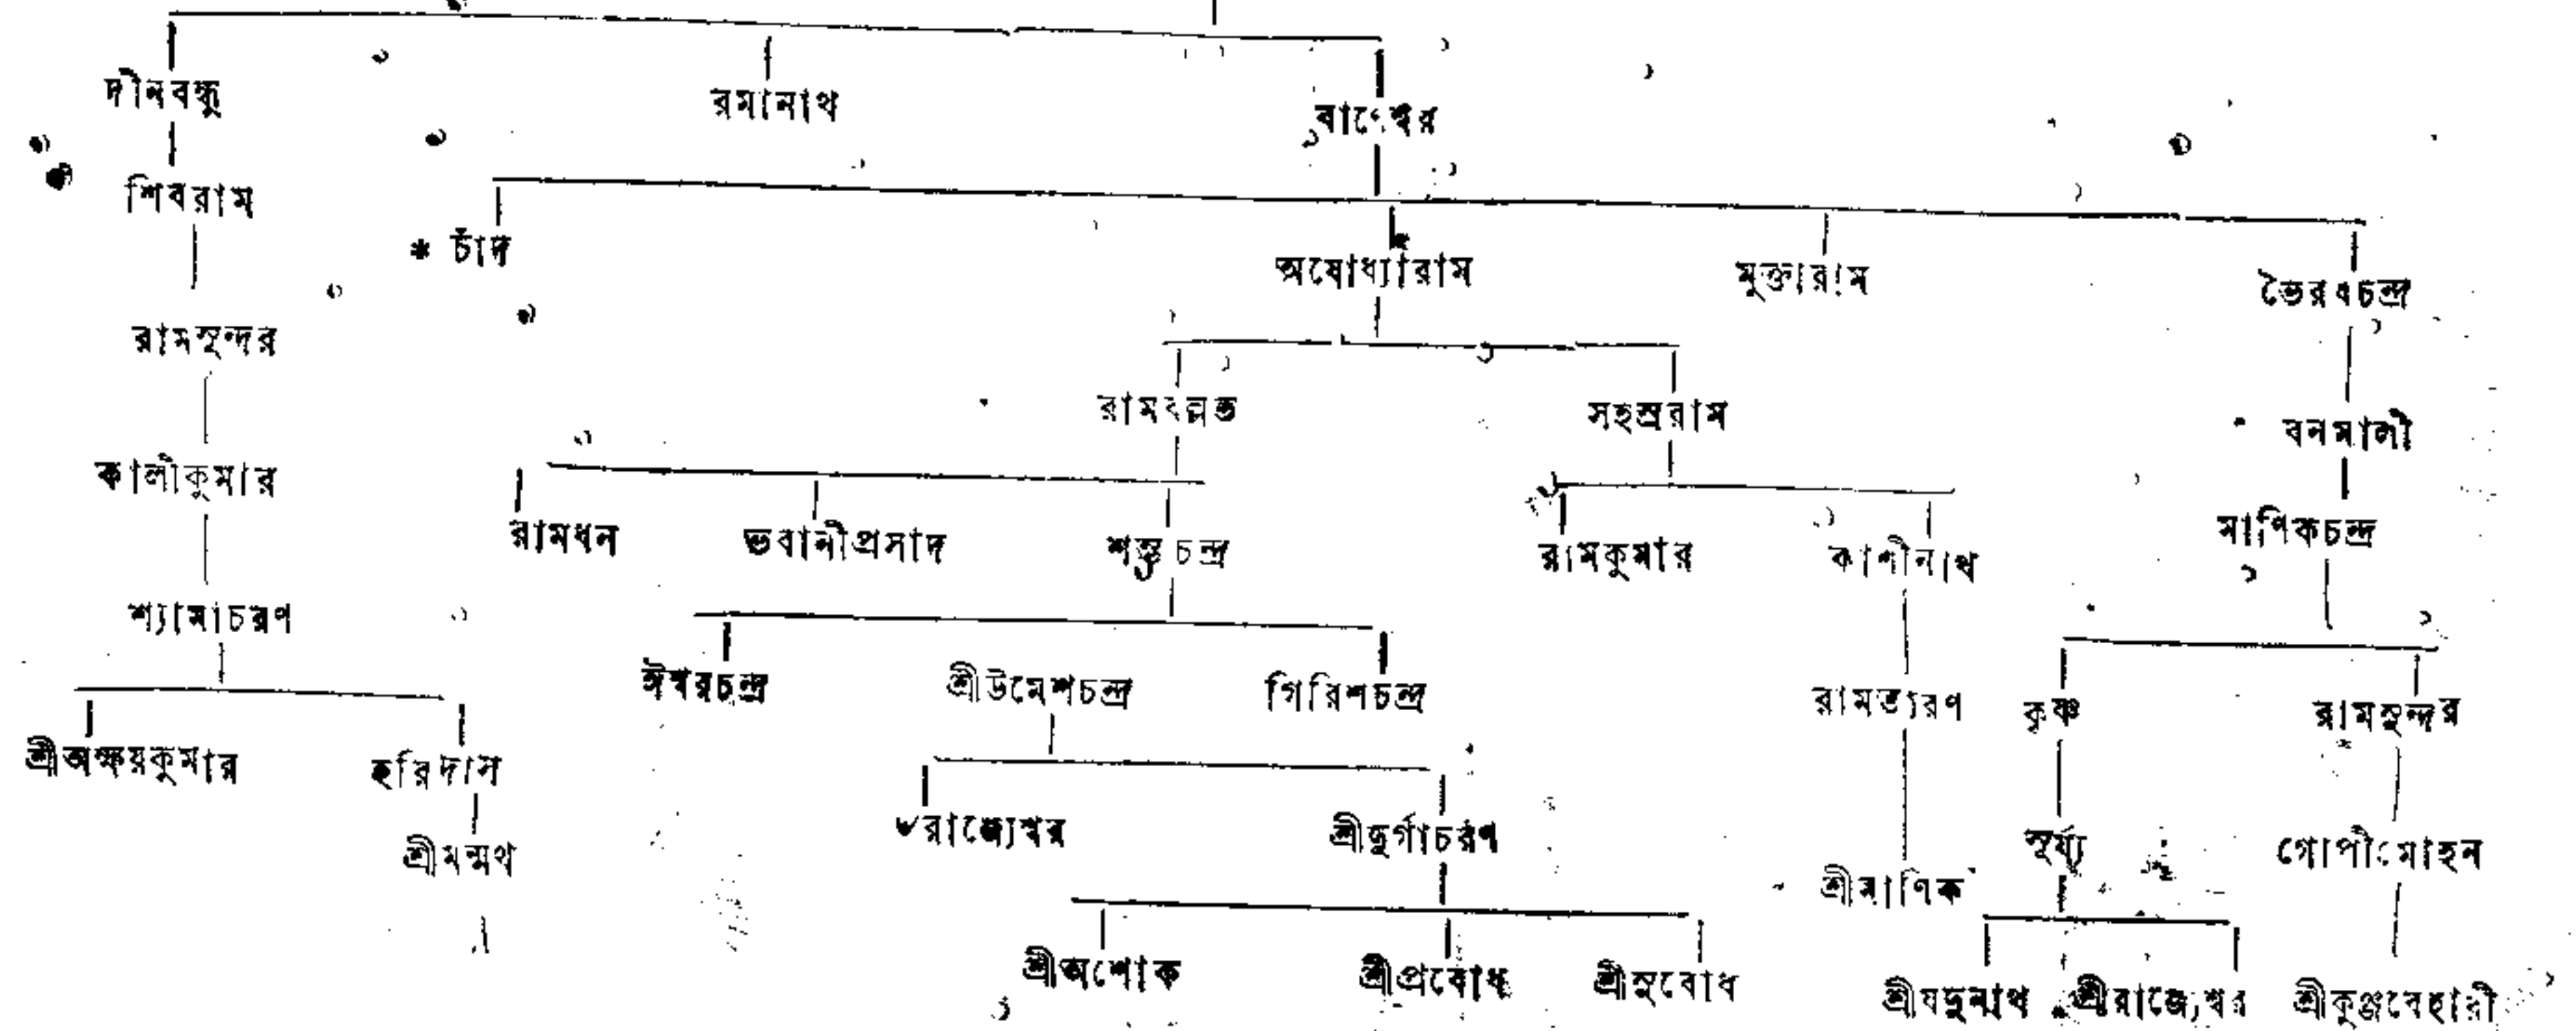 দীনবন্ধু রমানাথ বাণেশ্বর
শিবরাম * চাঁদ অযোধ্যারাম মুক্তারাম ভৈরবচন্দ্র
রামসুন্দর রামবল্লভ সহস্ররাম বনমালী
কালীকুমার রামধন ভবানীপ্রসাদ শম্ভুচন্দ্র রামকুমার কাশীনাথ মাণিকচন্দ্র
শ্যামাচরণ ঈশ্বরচন্দ্র শ্রীউমেশচন্দ্র গিরিশচন্দ্র রামতারণ কৃষ্ণ রামসুন্দর
শ্রীঅক্ষয়কুমার হরিদাস ৺রাজ্যেশ্বর শ্রীদুর্গাচরণ সূর্য্য গোপীমোহন
শ্রীমন্মথ শ্রীমাণিক
শ্রীঅশোক শ্রীপ্রবোধ শ্রীসুবোধ শ্রীযদুনাথ শ্রীরাজ্যেশ্বর শ্রীকুঞ্জবেহারী